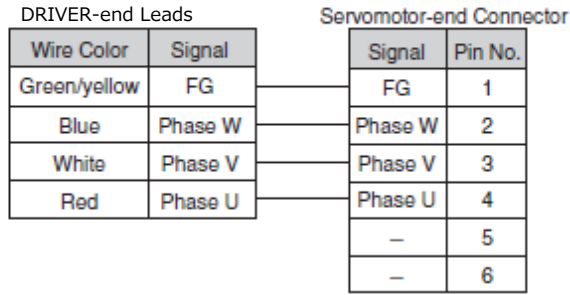 DRIVER-end Leads Servomotor-end Connector
Wire Color Signal Signal Pin No.
Green/yellow FG FG 1
Blue Phase W Phase W 2
White Phase V Phase V 3
Red Phase U Phase U 4
– 5
– 6